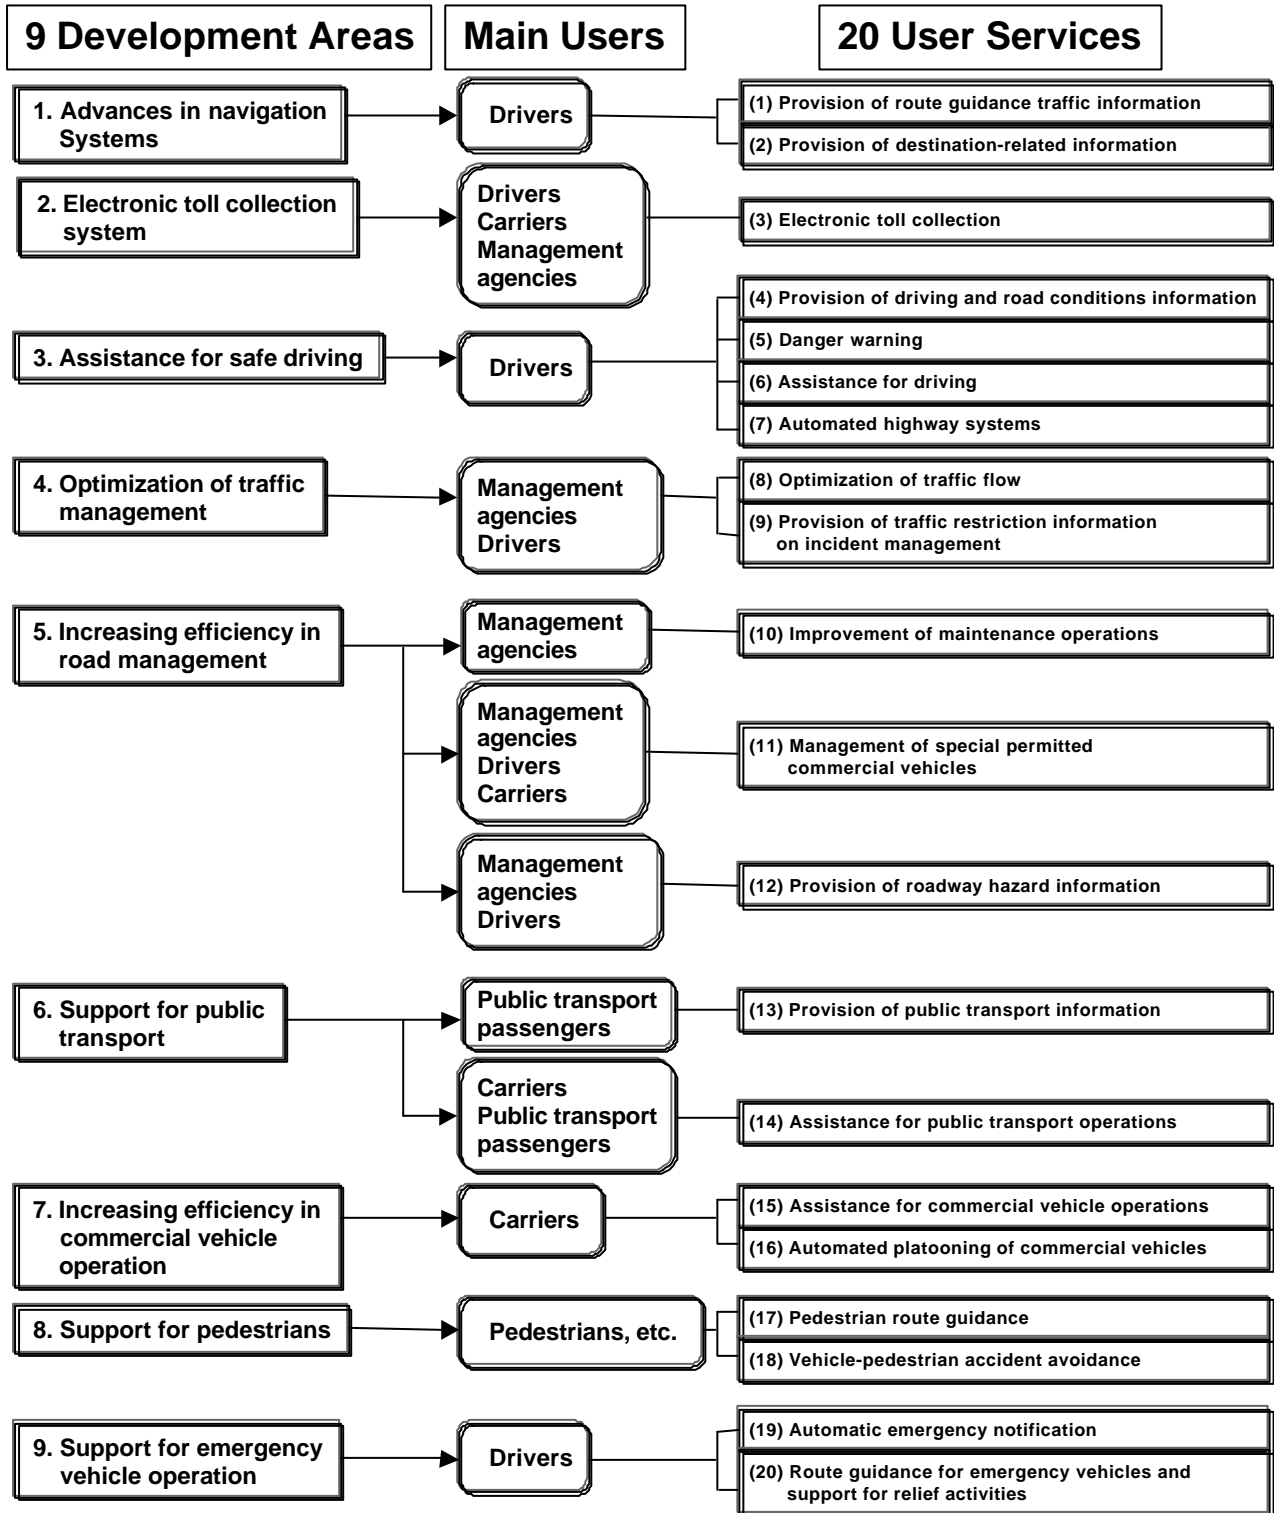 9 Development Areas
Main Users
20 User Services
1. Advances in navigation
Systems
Drivers
(1) Provision of route guidance traffic information
(2) Provision of destination-related information
2. Electronic toll collection
system
Drivers
Carriers
Management
agencies
(3) Electronic toll collection
3. Assistance for safe driving
Drivers
(4) Provision of driving and road conditions information
(5) Danger warning
(6) Assistance for driving
(7) Automated highway systems
4. Optimization of traffic
management
Management
agencies
Drivers
(8) Optimization of traffic flow
(9) Provision of traffic restriction information
on incident management
5. Increasing efficiency in
road management
Management
agencies
(10) Improvement of maintenance operations
Management
agencies
Drivers
Carriers
(11) Management of special permitted
commercial vehicles
Management
agencies
Drivers
(12) Provision of roadway hazard information
6. Support for public
transport
Public transport
passengers
(13) Provision of public transport information
Carriers
Public transport
passengers
(14) Assistance for public transport operations
7. Increasing efficiency in
commercial vehicle
operation
Carriers
(15) Assistance for commercial vehicle operations
(16) Automated platooning of commercial vehicles
8. Support for pedestrians
Pedestrians, etc.
(17) Pedestrian route guidance
(18) Vehicle-pedestrian accident avoidance
9. Support for emergency
vehicle operation
Drivers
(19) Automatic emergency notification
(20) Route guidance for emergency vehicles and
support for relief activities